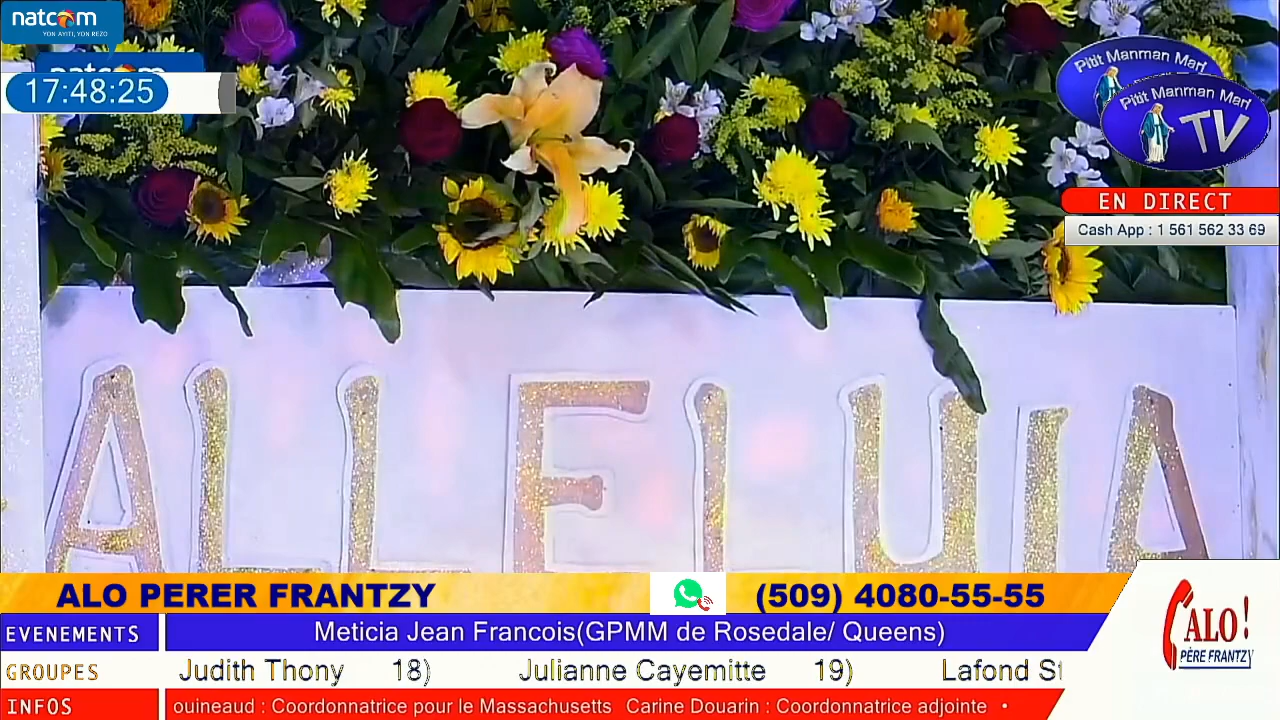 natcom
YON AYITI, YON REZO
natcom
17:48:25
Pitit Manman Mari
Pitit Manman Mari
TV
EN DIRECT
Cash App : 1 561 562 33 69
ALLELUIA
ALO PERER FRANTZY (509) 4080-55-55
EVENEMENTS Meticia Jean Francois(GPMM de Rosedale/ Queens)
GROUPES Judith Thony 18) Julianne Cayemitte 19) Lafond
INFOS ouineaud : Coordonnatrice pour le Massachusetts Carine Douarin : Coordonnatrice adjointe •
ALO!
PÈRE FRANTZY